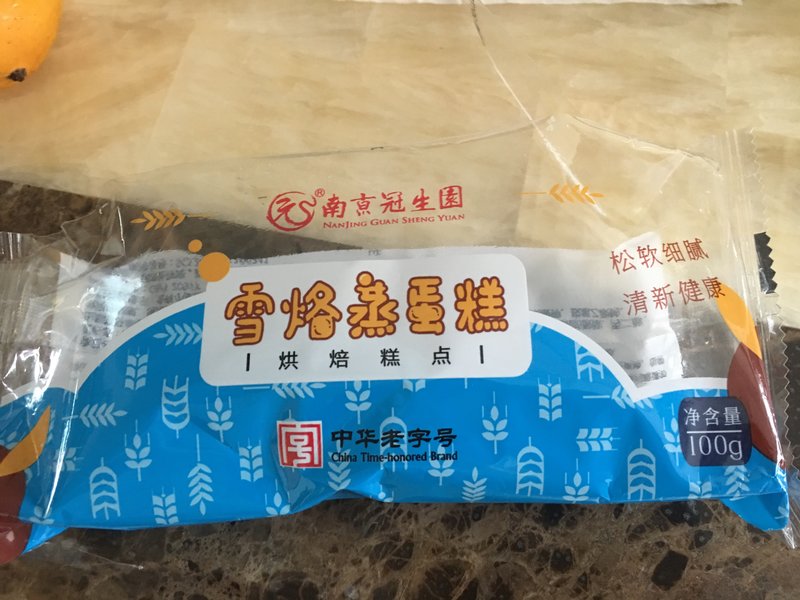 ®南京冠生園
NANJING GUAN SHENG YUAN
松软细腻
清新健康
雪烙蒸蛋糕
烘焙糕点
中华老字号
China Time-honored Brand
净含量
100g